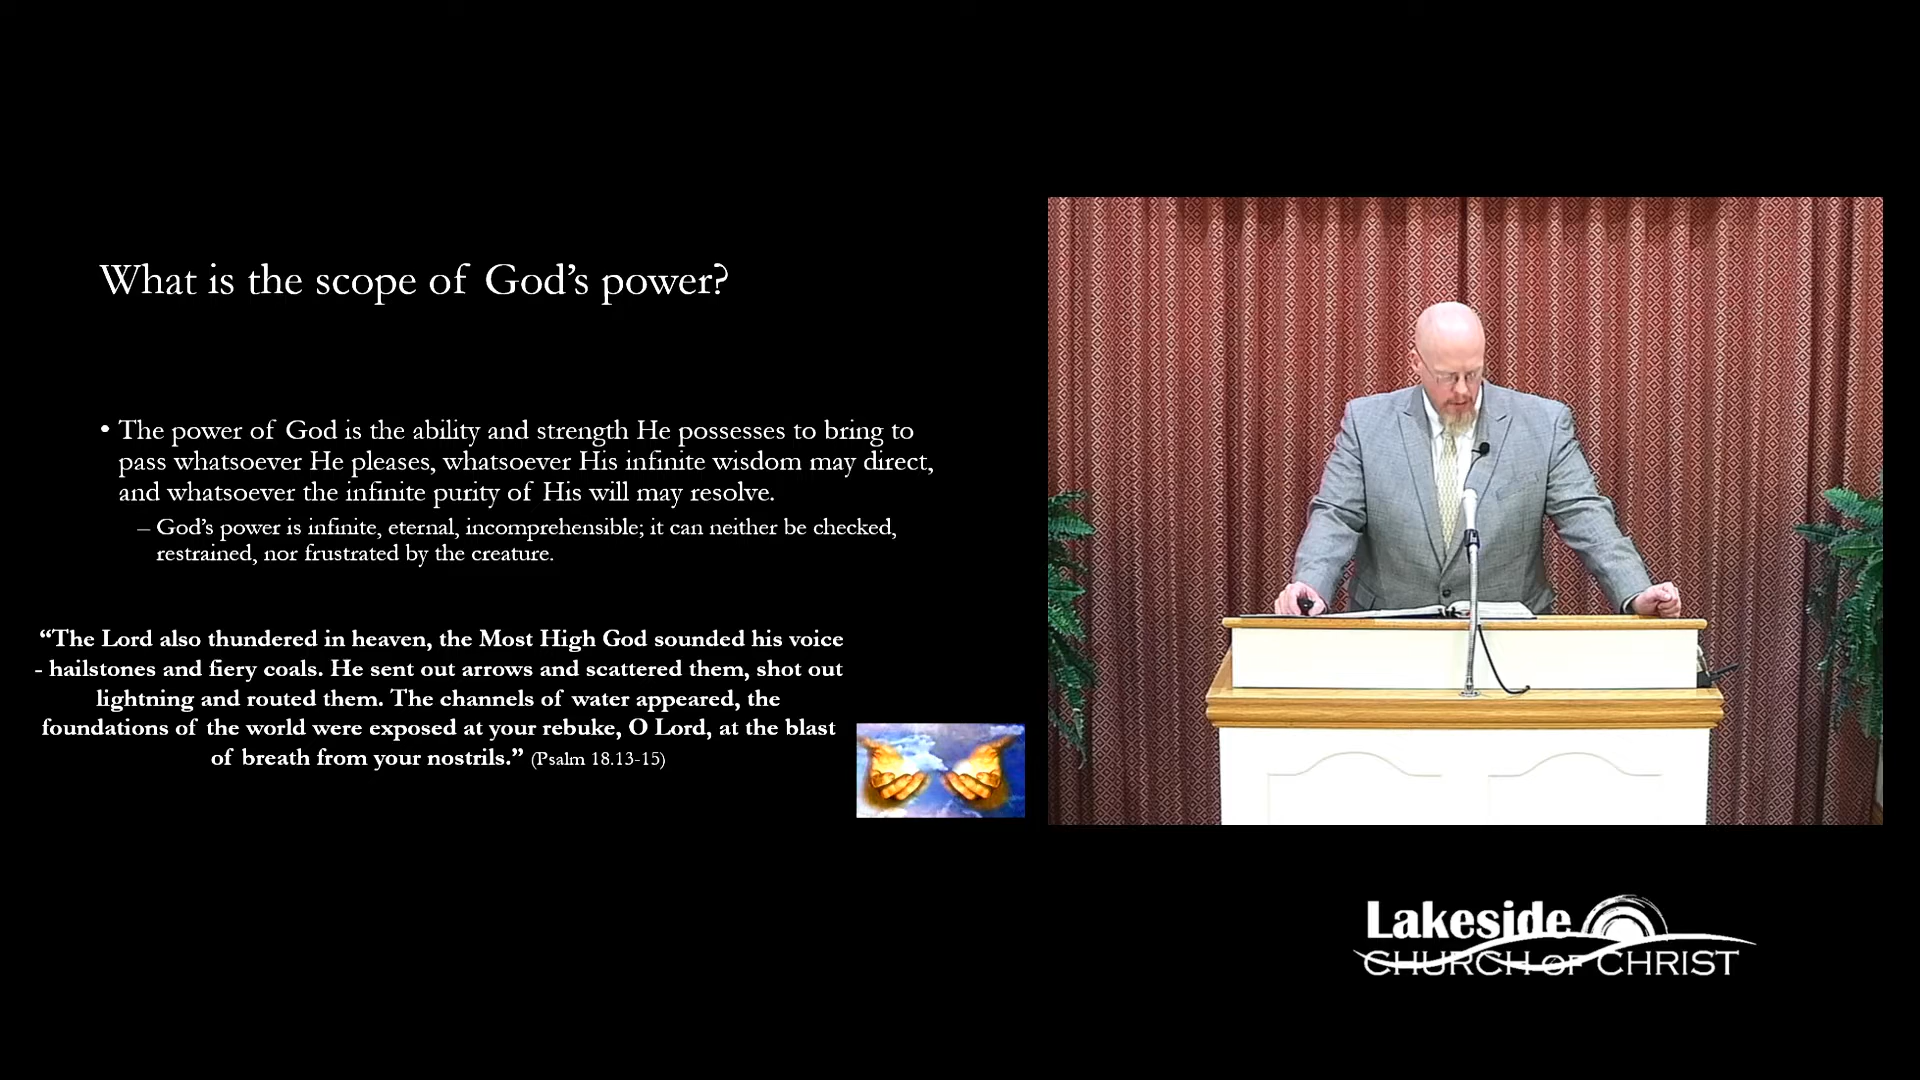 What is the scope of God's power?
• The power of God is the ability and strength He possesses to bring to
pass whatsoever He pleases, whatsoever His infinite wisdom may direct,
and whatsoever the infinite purity of His will may resolve.
– God's power is infinite, eternal, incomprehensible; it can neither be checked,
restrained, nor frustrated by the creature.
“The Lord also thundered in heaven, the Most High God sounded his voice
- hailstones and fiery coals. He sent out arrows and scattered them, shot out
lightning and routed them. The channels of water appeared, the
foundations of the world were exposed at your rebuke, O Lord, at the blast
of breath from your nostrils.” (Psalm 18.13-15)
Lakeside
CHURCH OF CHRIST